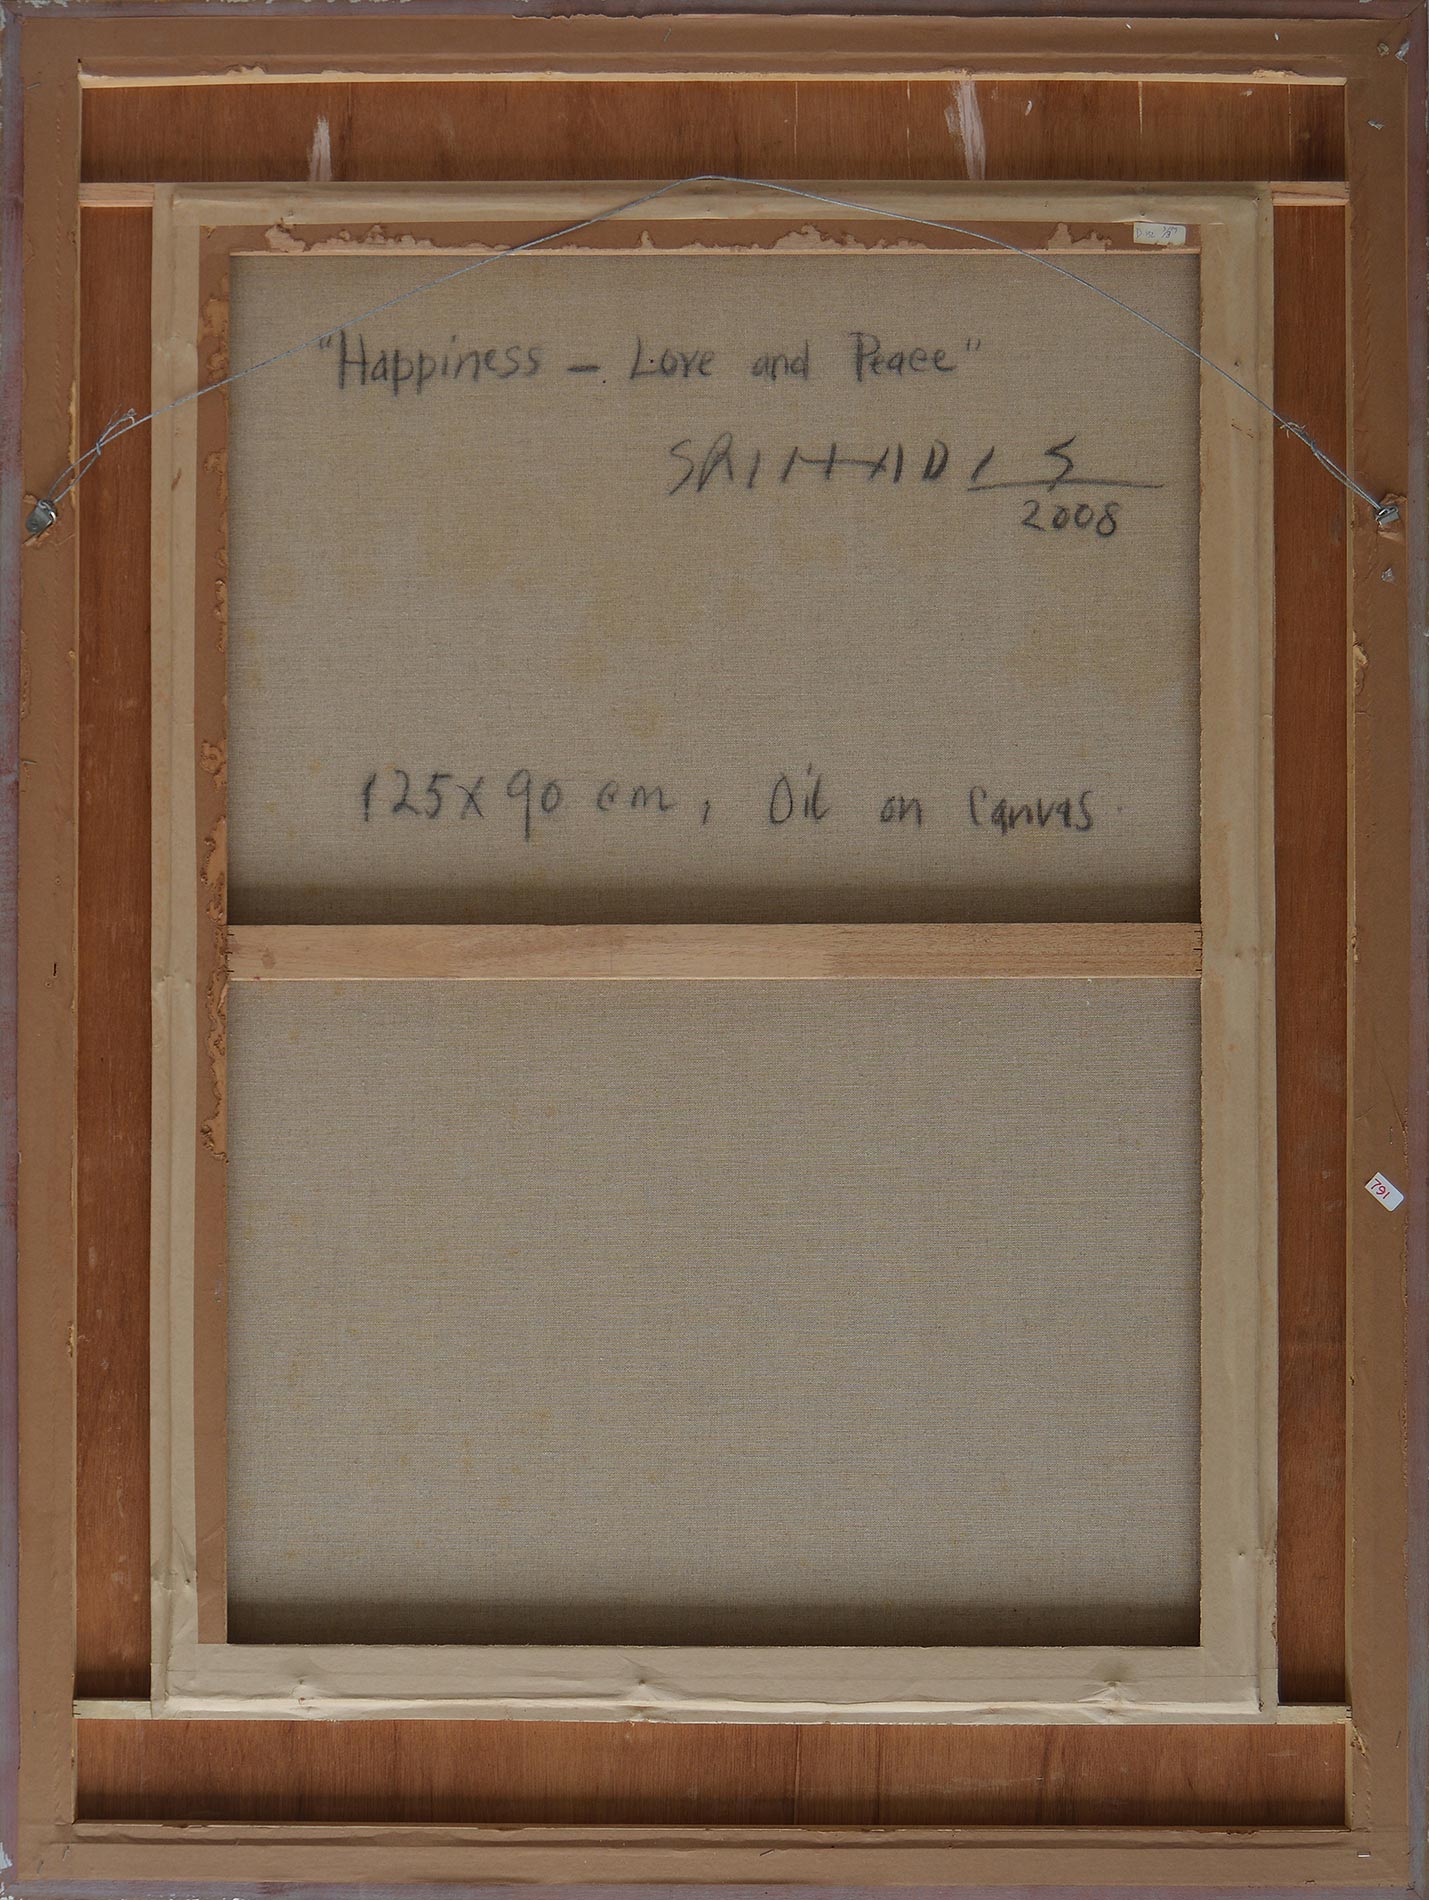 "Happiness – Love and Peace"
SRIHADI S
2008
125 x 90 cm, Oil on Canvas.